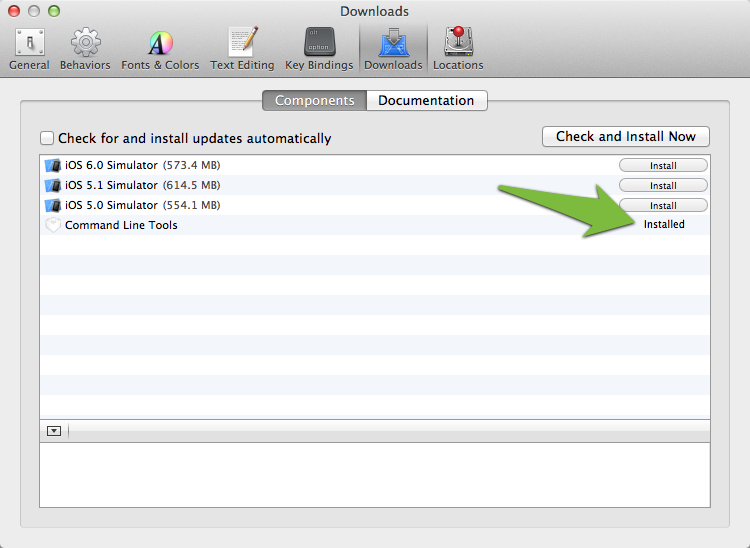 Downloads
General Behaviors Fonts & Colors Text Editing Key Bindings Downloads Locations
Components Documentation
Check for and install updates automatically Check and Install Now
iOS 6.0 Simulator (573.4 MB) Install
iOS 5.1 Simulator (614.5 MB) Install
iOS 5.0 Simulator (554.1 MB) Install
Command Line Tools Installed